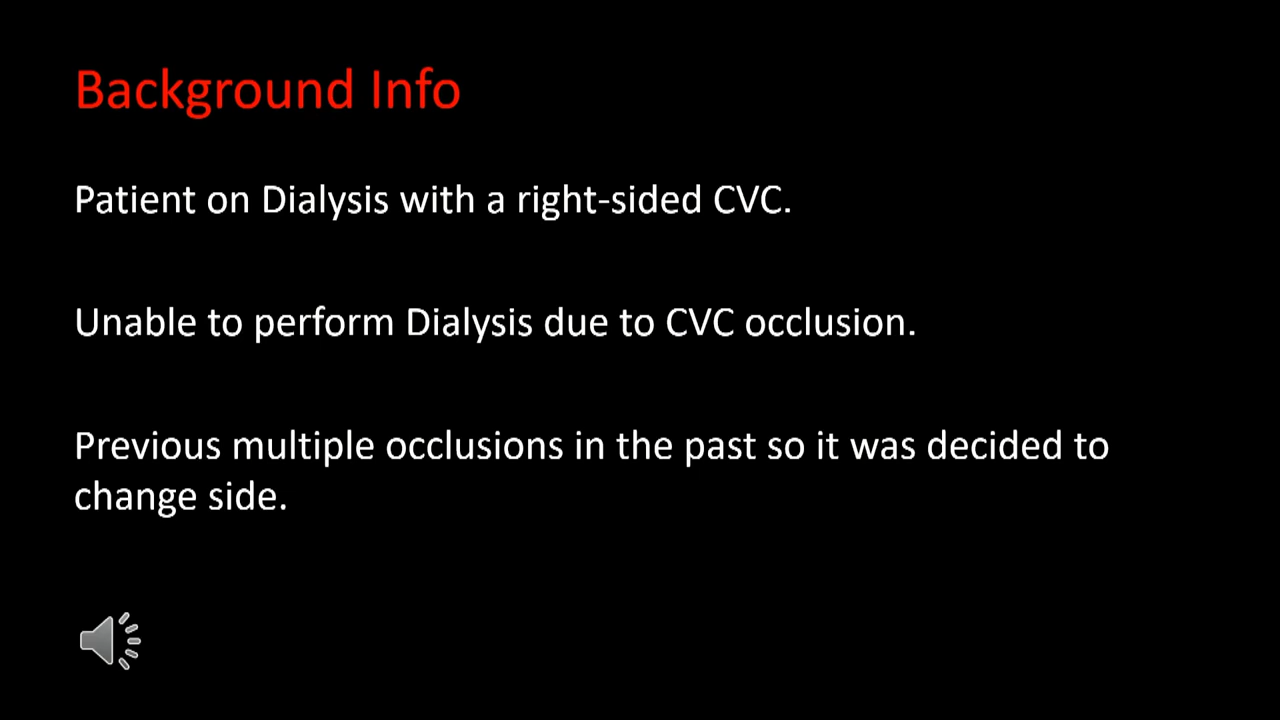 Background Info
Patient on Dialysis with a right-sided CVC.
Unable to perform Dialysis due to CVC occlusion.
Previous multiple occlusions in the past so it was decided to
change side.